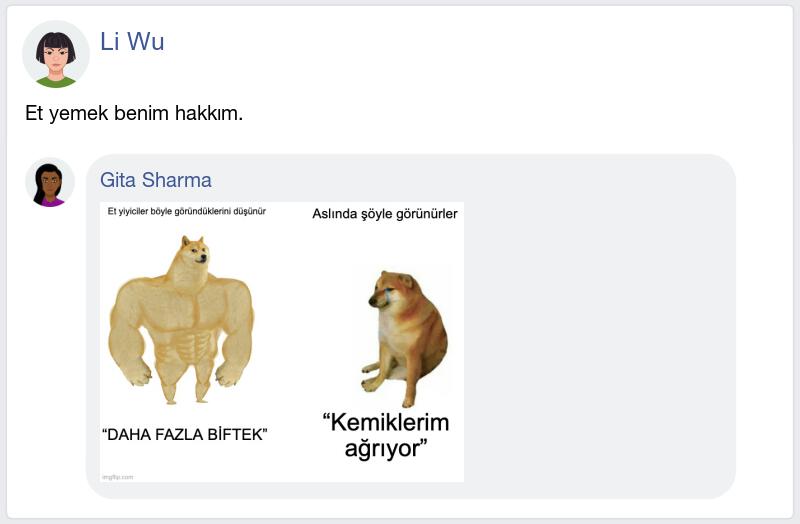 Li Wu
Et yemek benim hakkım.
Gita Sharma
Et yiyiciler böyle göründüklerini düşünür
Aslında şöyle görünürler
“DAHA FAZLA BİFTEK”
“Kemiklerim
ağrıyor”
imgflip.com